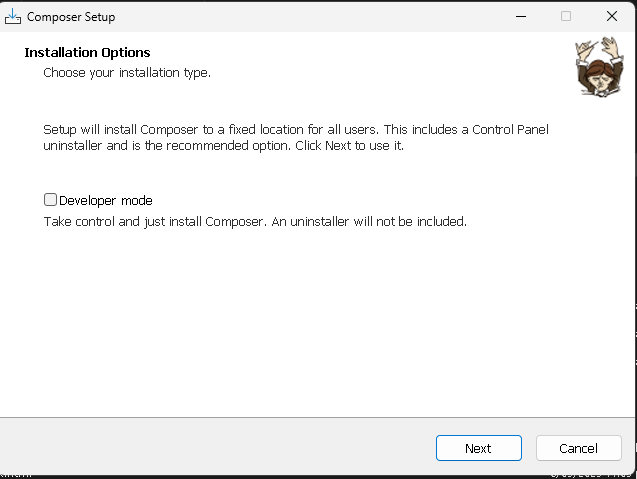 Composer Setup
Installation Options
Choose your installation type.
Setup will install Composer to a fixed location for all users. This includes a Control Panel
uninstaller and is the recommended option. Click Next to use it.
Developer mode
Take control and just install Composer. An uninstaller will not be included.
Next
Cancel